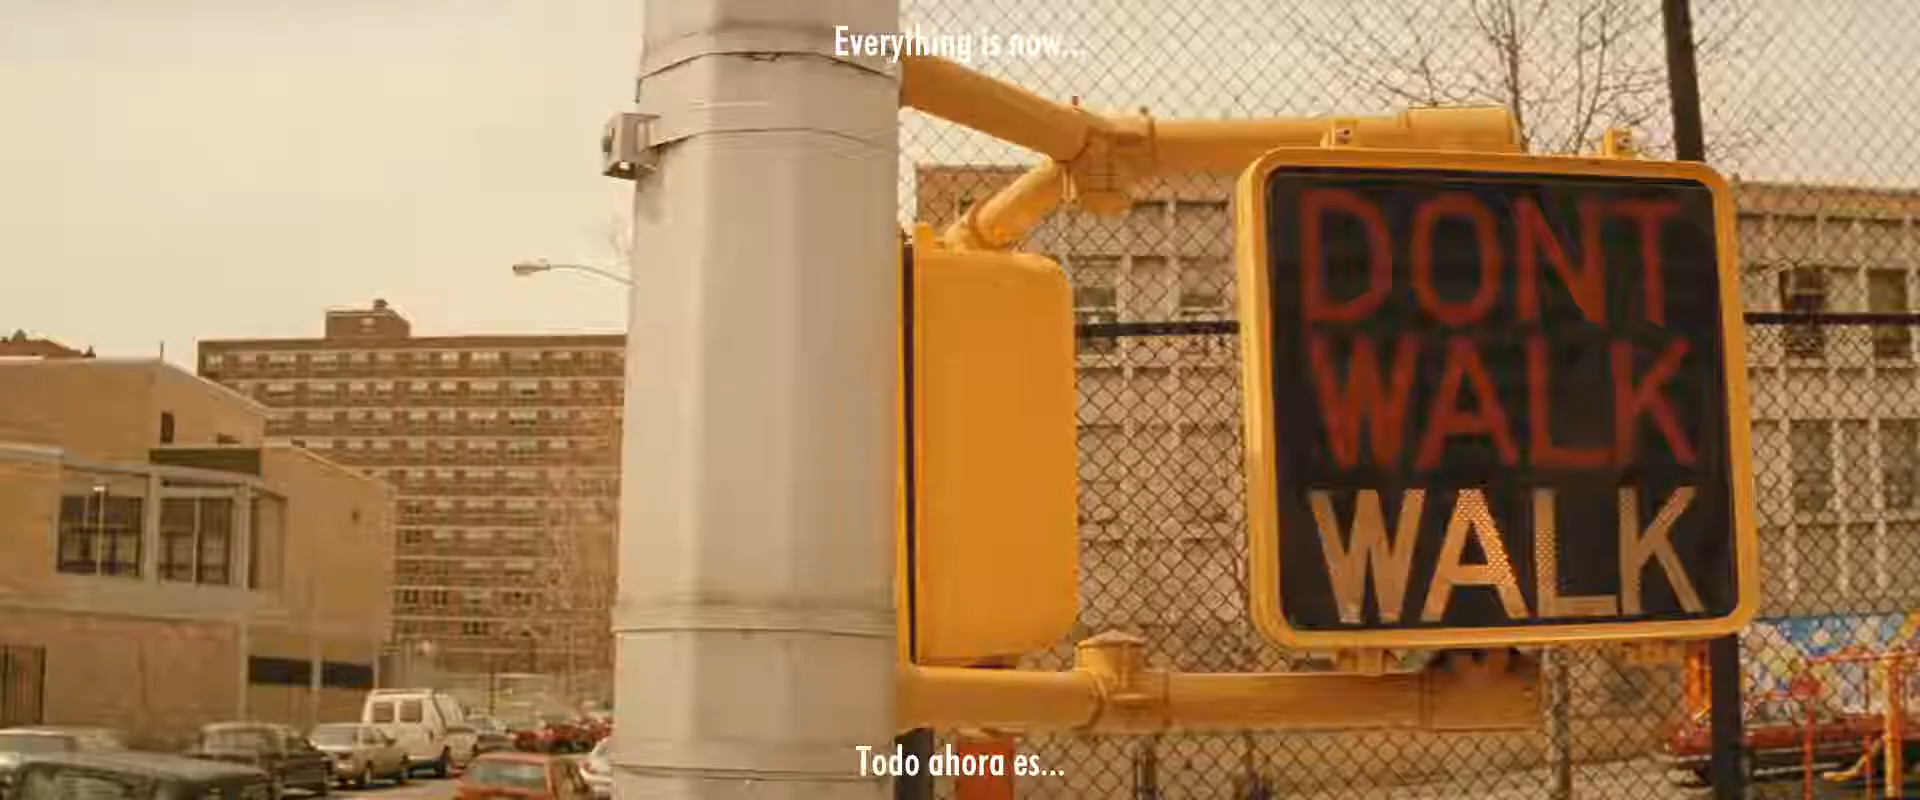 Everything is now...
DONT
WALK
WALK
Todo ahora es...